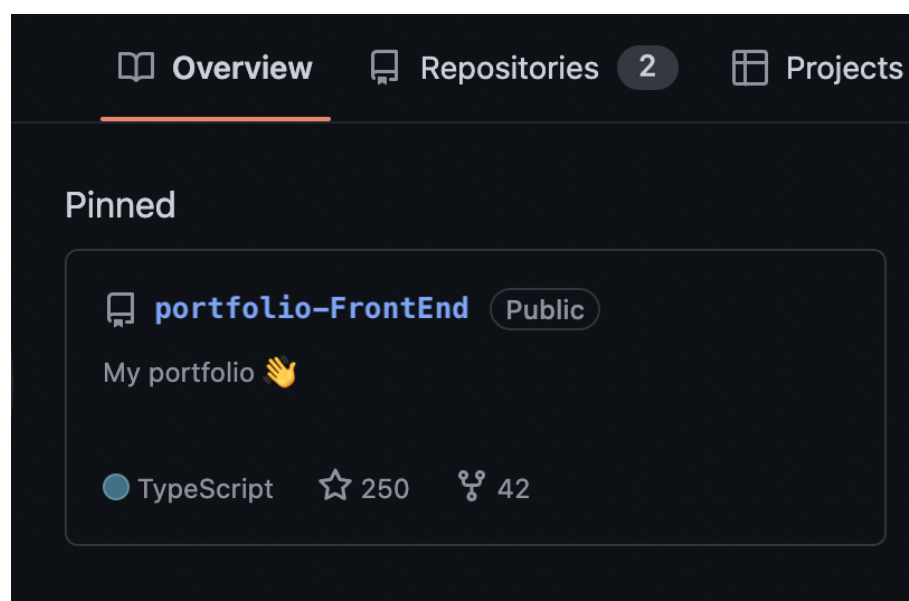 Overview Repositories 2 Projects
Pinned
portfolio-FrontEnd Public
My portfolio 👋
TypeScript 250 42